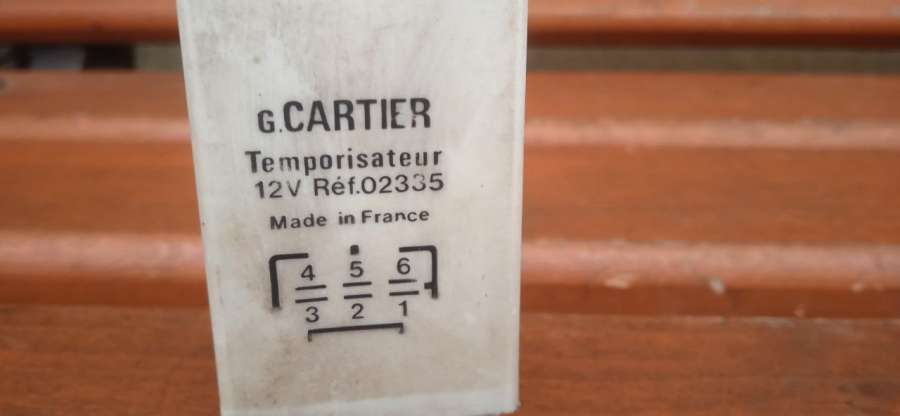 G.CARTIER
Temporisateur
12V Réf.02335
Made in France
4 5 6
3 2 1